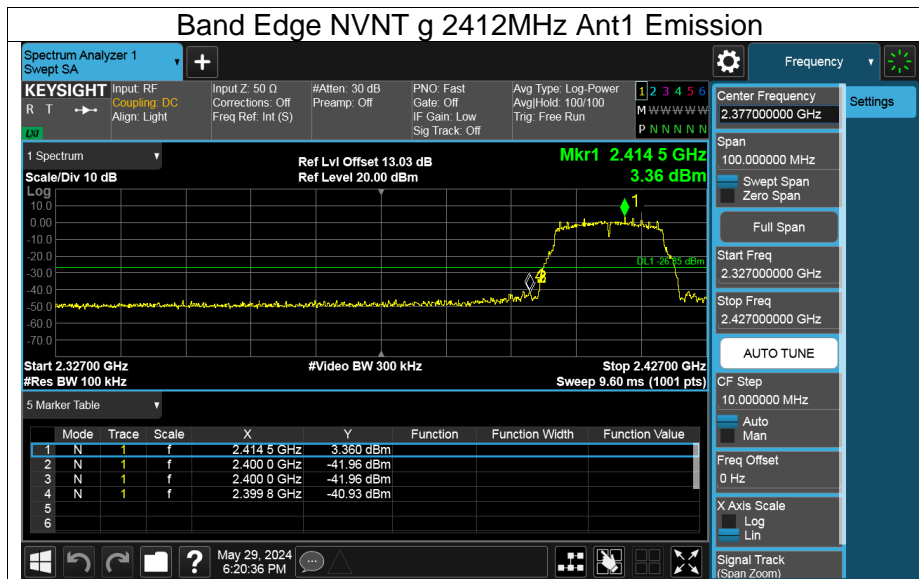 Band Edge NVNT g 2412MHz Ant1 Emission
Spectrum Analyzer 1
Swept SA
+
Frequency
KEYSIGHT
R T
LXI
Input: RF
Coupling: DC
Align: Light
Input Z: 50 Ω
Corrections: Off
Freq Ref: Int (S)
#Atten: 30 dB
Preamp: Off
PNO: Fast
Gate: Off
IF Gain: Low
Sig Track: Off
Avg Type: Log-Power
Avg|Hold: 100/100
Trig: Free Run
1 2 3 4 5 6
M W W W W W
P N N N N N
1 Spectrum
Scale/Div 10 dB
Ref Lvl Offset 13.03 dB
Ref Level 20.00 dBm
Mkr1 2.414 5 GHz
3.36 dBm
Log
10.0
0.00
-10.0
-20.0
-30.0
-40.0
-50.0
-60.0
-70.0
1
DL1 -26.65 dBm
Start 2.32700 GHz
#Res BW 100 kHz
#Video BW 300 kHz
Stop 2.42700 GHz
Sweep 9.60 ms (1001 pts)
5 Marker Table
Mode Trace Scale X Y Function Function Width Function Value
1 N 1 f 2.414 5 GHz 3.360 dBm
2 N 1 f 2.400 0 GHz -41.96 dBm
3 N 1 f 2.400 0 GHz -41.96 dBm
4 N 1 f 2.399 8 GHz -40.93 dBm
5
6
?
May 29, 2024
6:20:36 PM
Center Frequency
2.377000000 GHz
Settings
Span
100.000000 MHz
Swept Span
Zero Span
Full Span
Start Freq
2.327000000 GHz
Stop Freq
2.427000000 GHz
AUTO TUNE
CF Step
10.000000 MHz
Auto
Man
Freq Offset
0 Hz
X Axis Scale
Log
Lin
Signal Track
(Span Zoom)